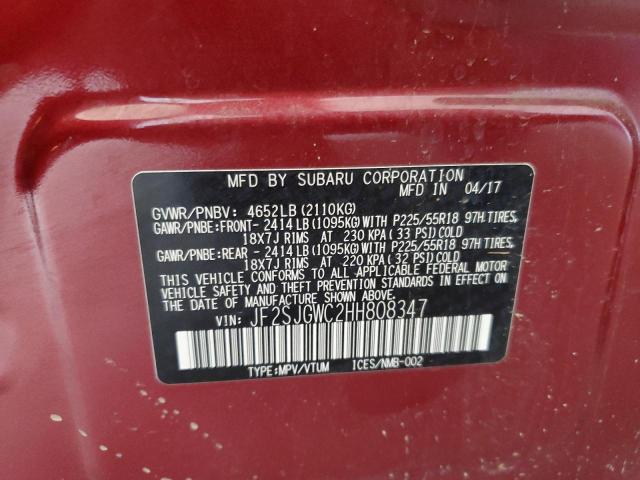 MFD BY SUBARU CORPORATION
MFD IN 04/17
GVWR/PNBV: 4652LB (2110KG)
GAWR/PNBE:FRONT- 2414LB (1095KG) WITH P225/55R18 97H TIRES,
18X7J RIMS AT 230 KPA (33 PSI) COLD
GAWR/PNBE:REAR - 2414LB (1095KG) WITH P225/55R18 97H TIRES,
18X7J RIMS AT 220 KPA (32 PSI) COLD
THIS VEHICLE CONFORMS TO ALL APPLICABLE FEDERAL MOTOR
VEHICLE SAFETY AND THEFT PREVENTION STANDARDS IN EFFECT ON
THE DATE OF MANUFACTURE SHOWN ABOVE.
VIN: JF2SJGWC2HH808347
TYPE:MPV/VTUM ICES/NMB-002